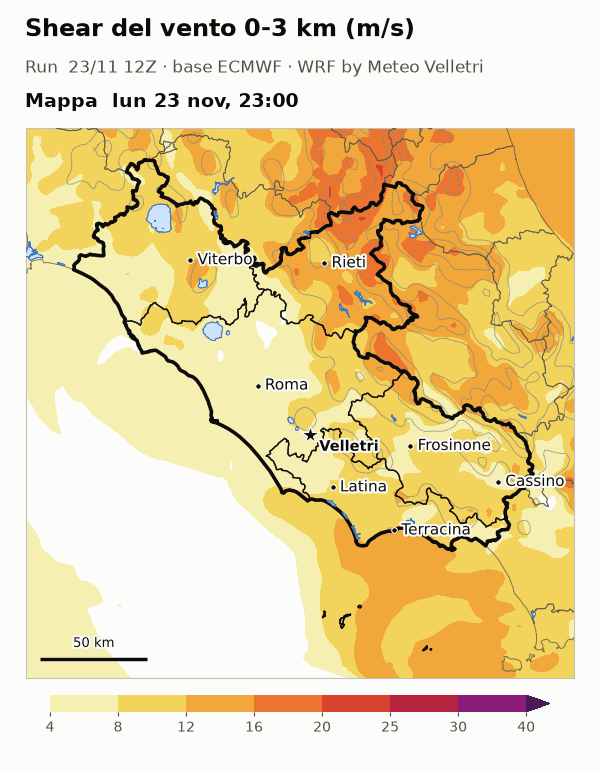 Shear del vento 0-3 km (m/s)
Run  23/11 12Z · base ECMWF · WRF by Meteo Velletri
Mappa  lun 23 nov, 23:00
Viterbo
Rieti
Roma
Velletri
Frosinone
Cassino
Latina
Terracina
50 km
4 8 12 16 20 25 30 40